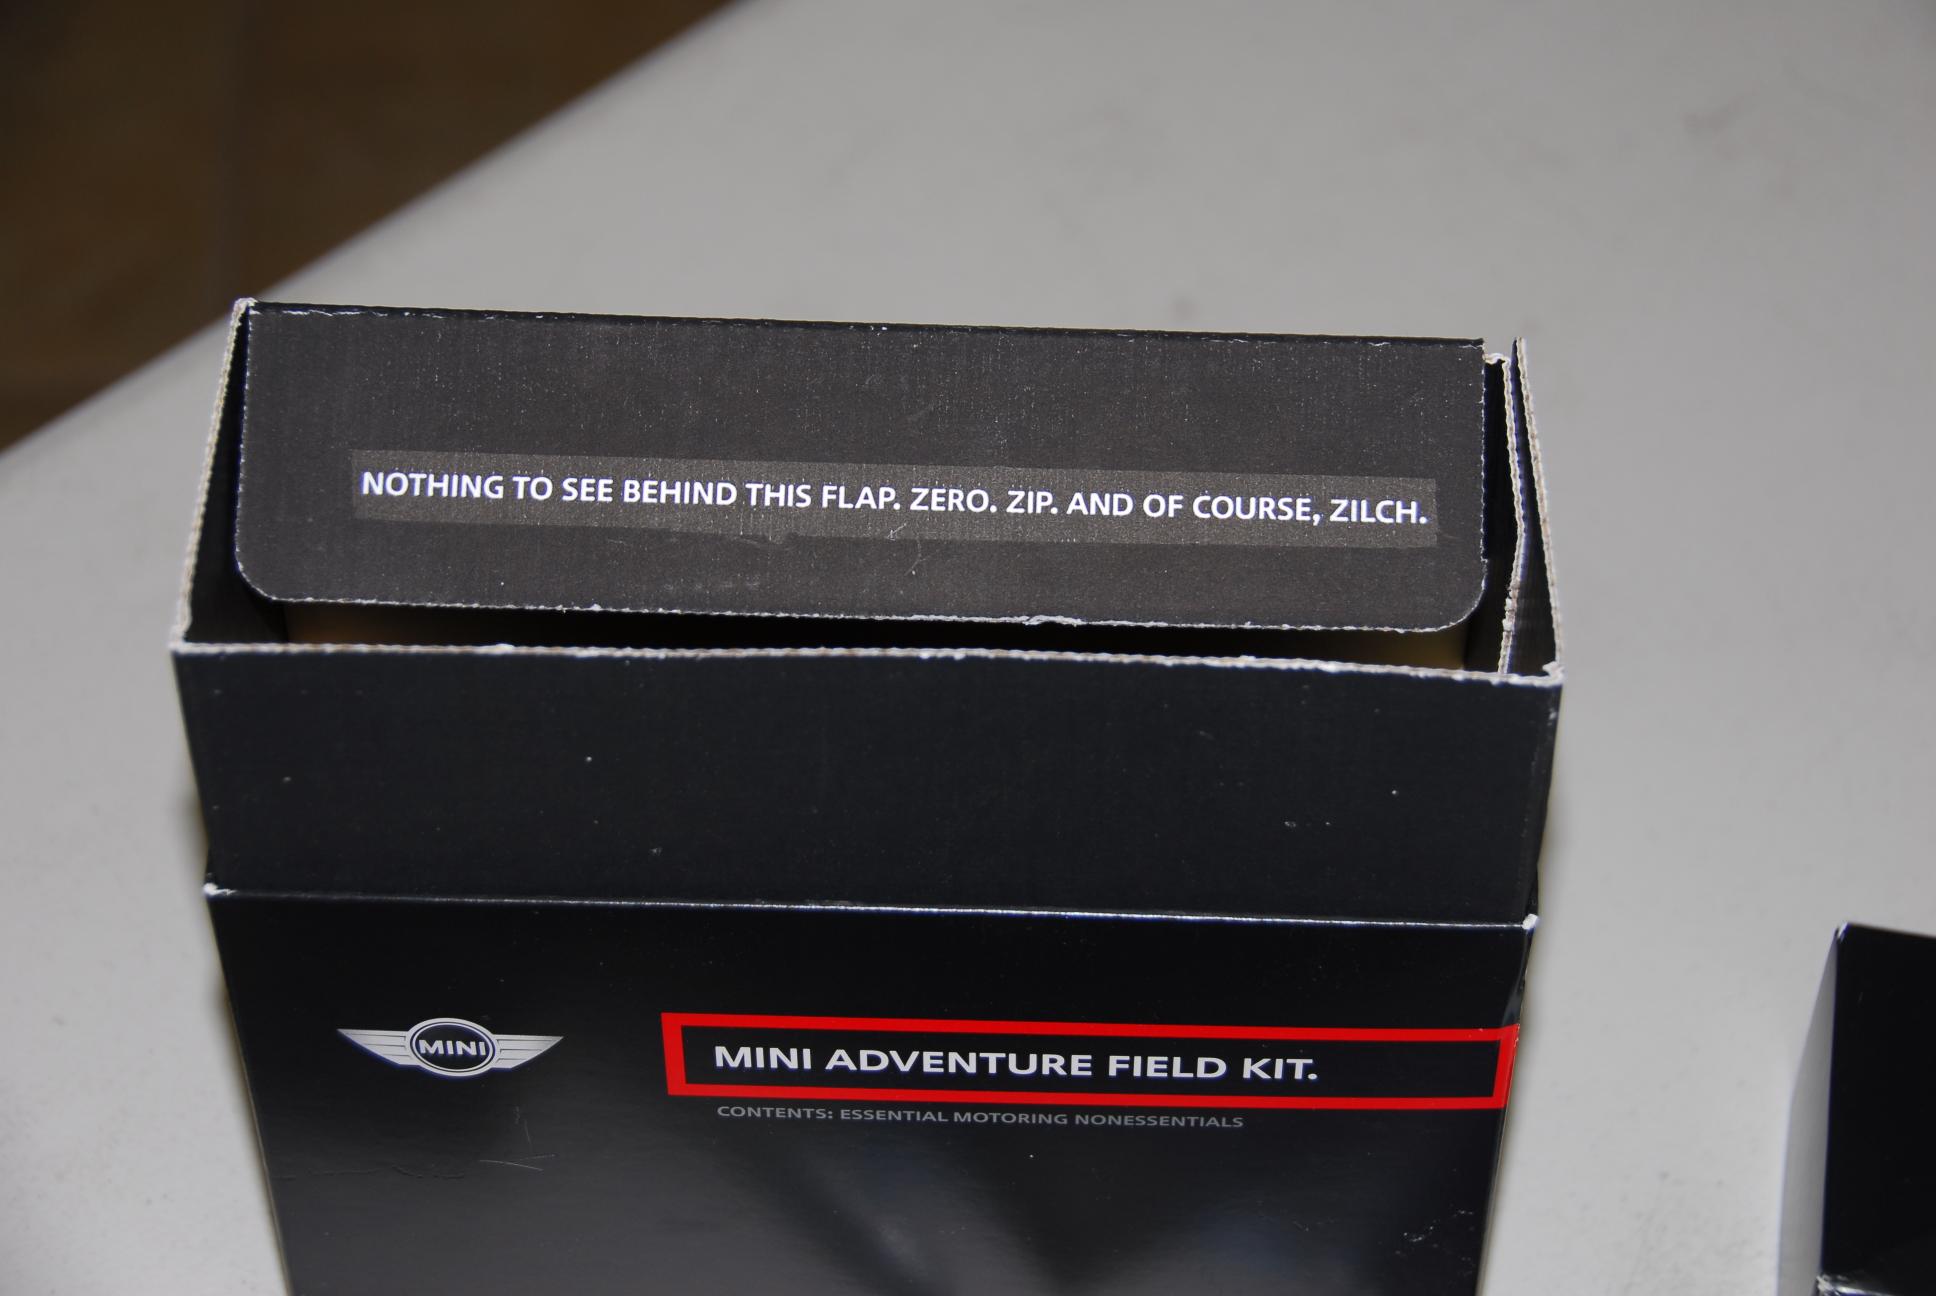 NOTHING TO SEE BEHIND THIS FLAP. ZERO. ZIP. AND OF COURSE, ZILCH.
MINI
MINI ADVENTURE FIELD KIT.
CONTENTS: ESSENTIAL MOTORING NONESSENTIALS